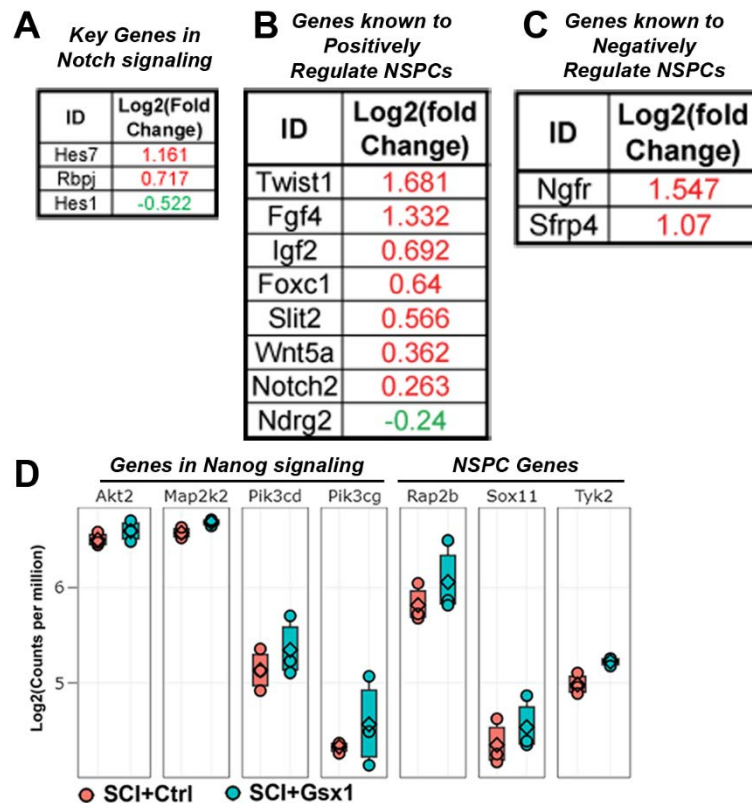 A
Key Genes in
Notch signaling
ID Log2(Fold
Change)
Hes7 1.161
Rbpj 0.717
Hes1 -0.522
B
Genes known to
Positively
Regulate NSPCs
ID Log2(fold
Change)
Twist1 1.681
Fgf4 1.332
Igf2 0.692
Foxc1 0.64
Slit2 0.566
Wnt5a 0.362
Notch2 0.263
Ndrg2 -0.24
C
Genes known to
Negatively
Regulate NSPCs
ID Log2(fold
Change)
Ngfr 1.547
Sfrp4 1.07
D
Genes in Nanog signaling NSPC Genes
Akt2 Map2k2 Pik3cd Pik3cg Rap2b Sox11 Tyk2
Log2(Counts per million)
6
5
SCI+Ctrl SCI+Gsx1